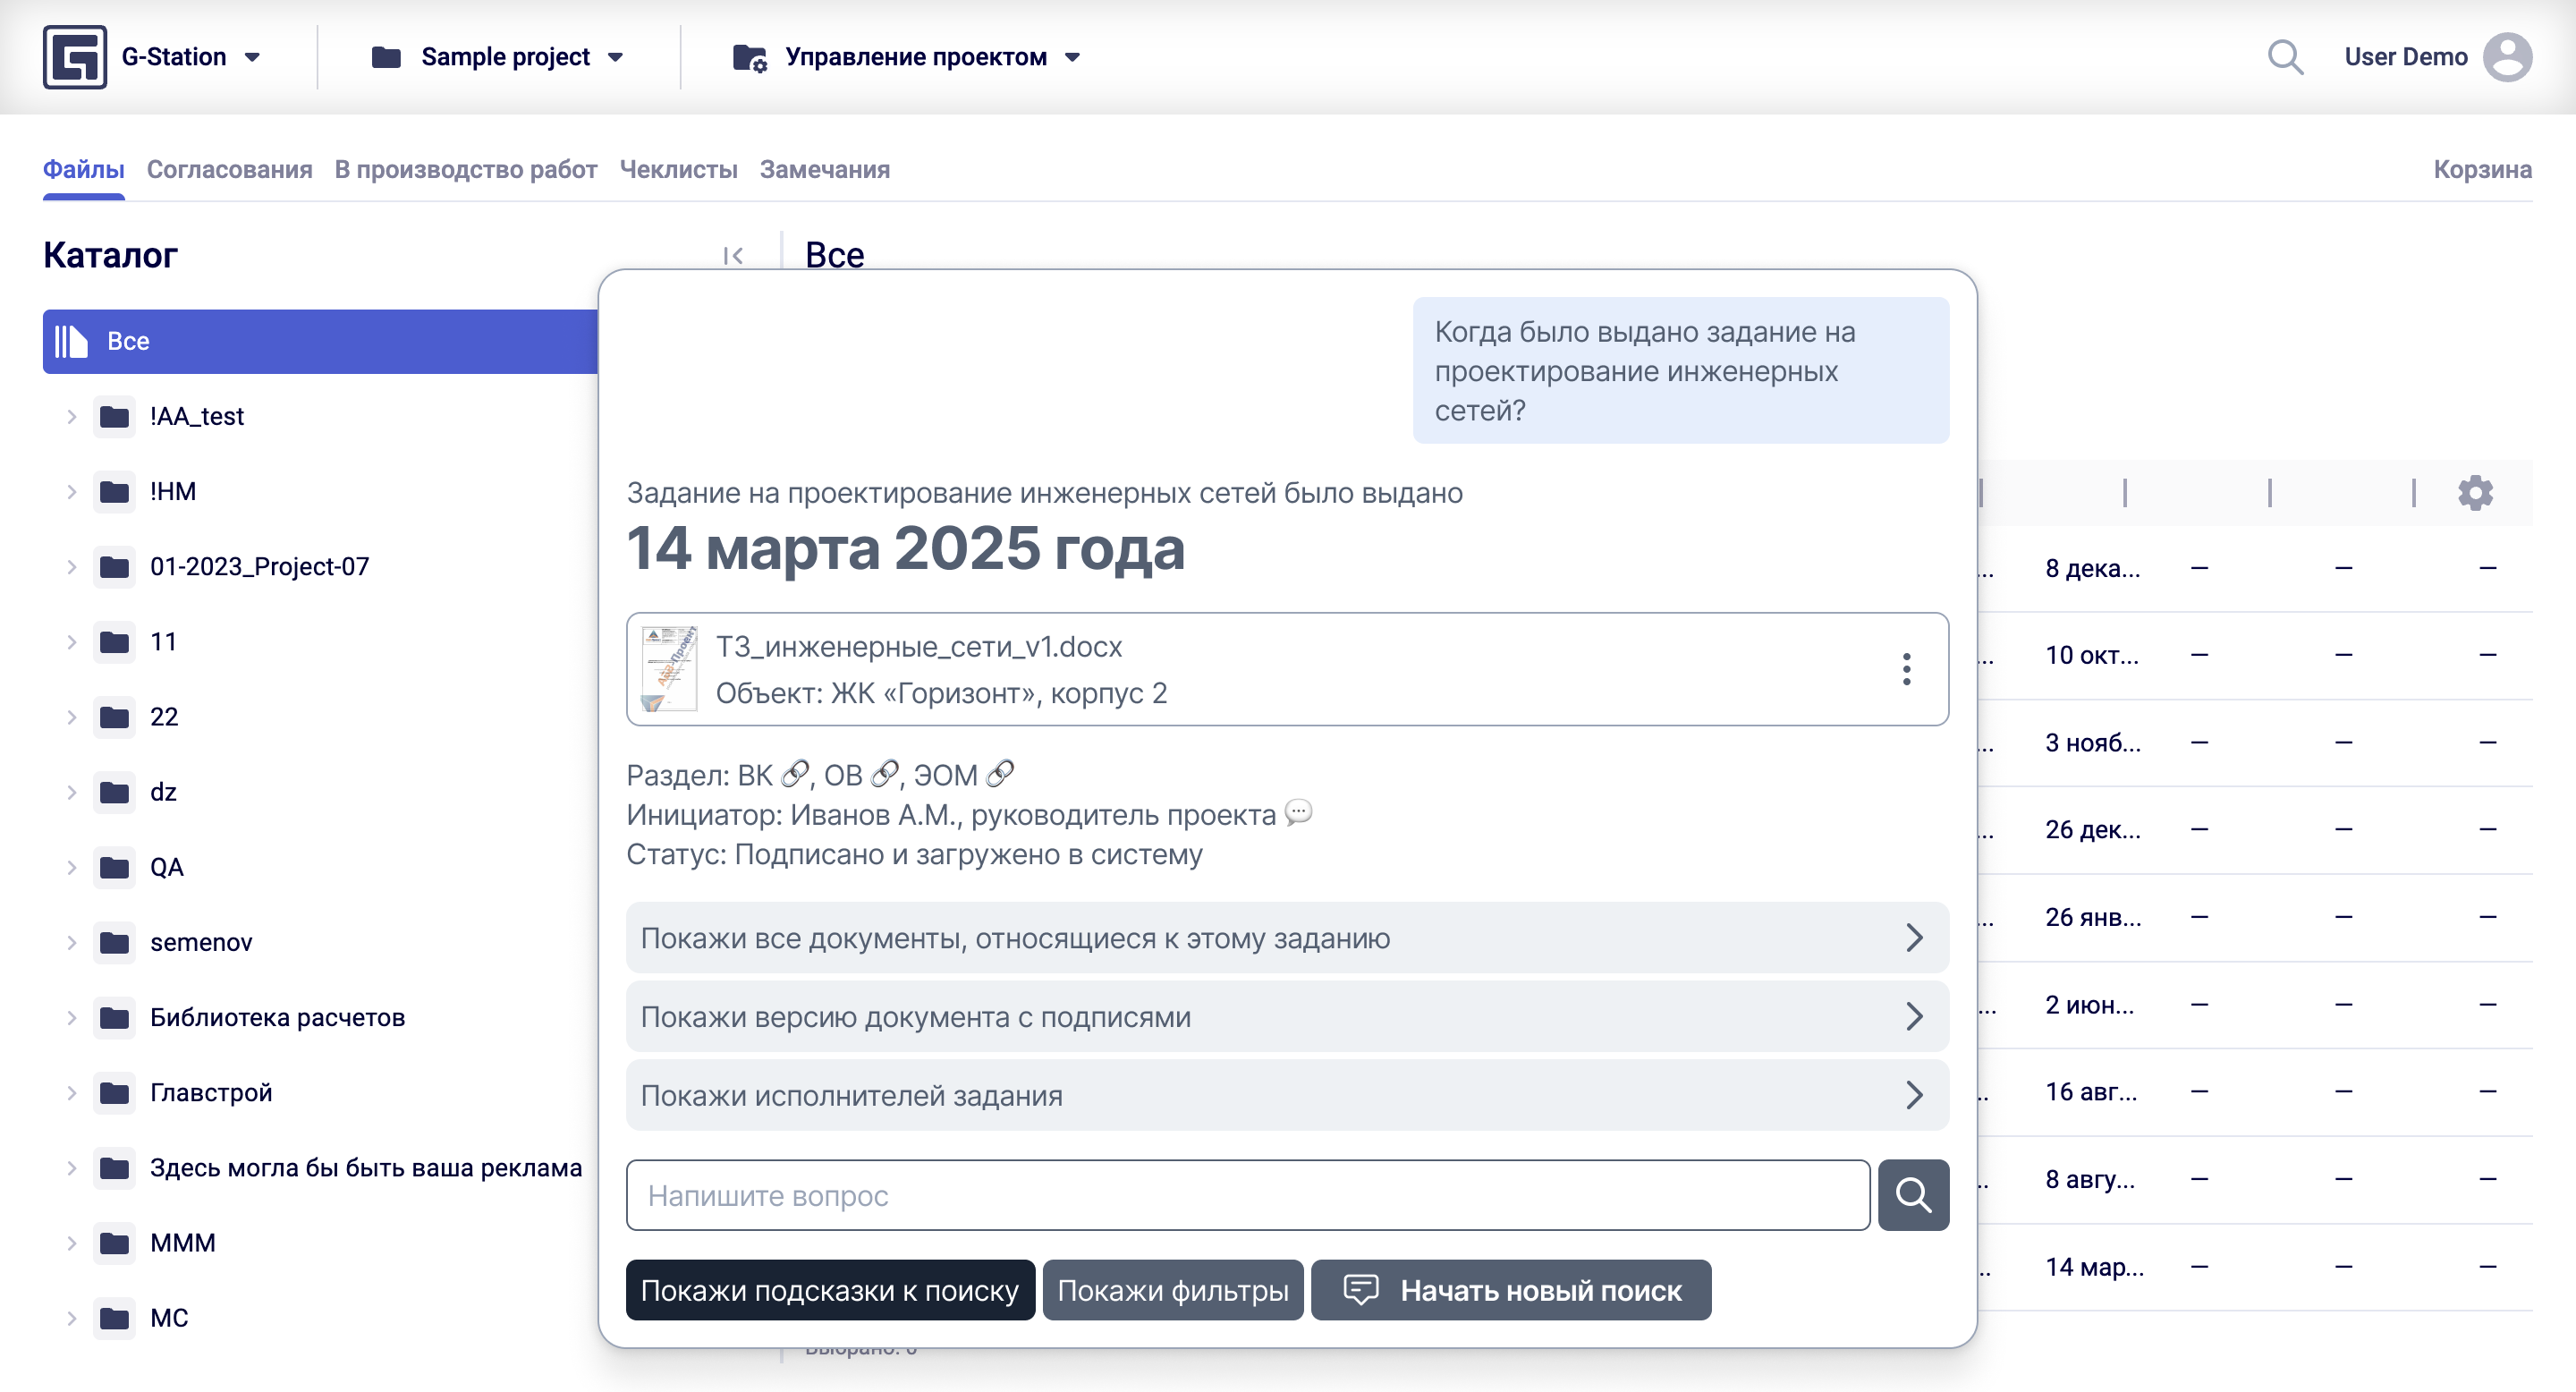 G-Station
Sample project
Управление проектом
User Demo
Файлы
Согласования
В производство работ
Чеклисты
Замечания
Корзина
Каталог
Все
Все
!AA_test
!HM
01-2023_Project-07
11
22
dz
QA
semenov
Библиотека расчетов
Главстрой
Здесь могла бы быть ваша реклама
МММ
МС
Когда было выдано задание на
проектирование инженерных
сетей?
Задание на проектирование инженерных сетей было выдано
14 марта 2025 года
ТЗ_инженерные_сети_v1.docx
Объект: ЖК «Горизонт», корпус 2
Раздел: ВК 🔗, ОВ 🔗, ЭОМ 🔗
Инициатор: Иванов А.М., руководитель проекта 💬
Статус: Подписано и загружено в систему
Покажи все документы, относящиеся к этому заданию
Покажи версию документа с подписями
Покажи исполнителей задания
Напишите вопрос
Покажи подсказки к поиску
Покажи фильтры
Начать новый поиск
... 8 дека... – – –
... 10 окт... – – –
... 3 нояб... – – –
... 26 дек... – – –
... 26 янв... – – –
... 2 июн... – – –
.. 16 авг... – – –
.. 8 авгу... – – –
.. 14 мар... – – –